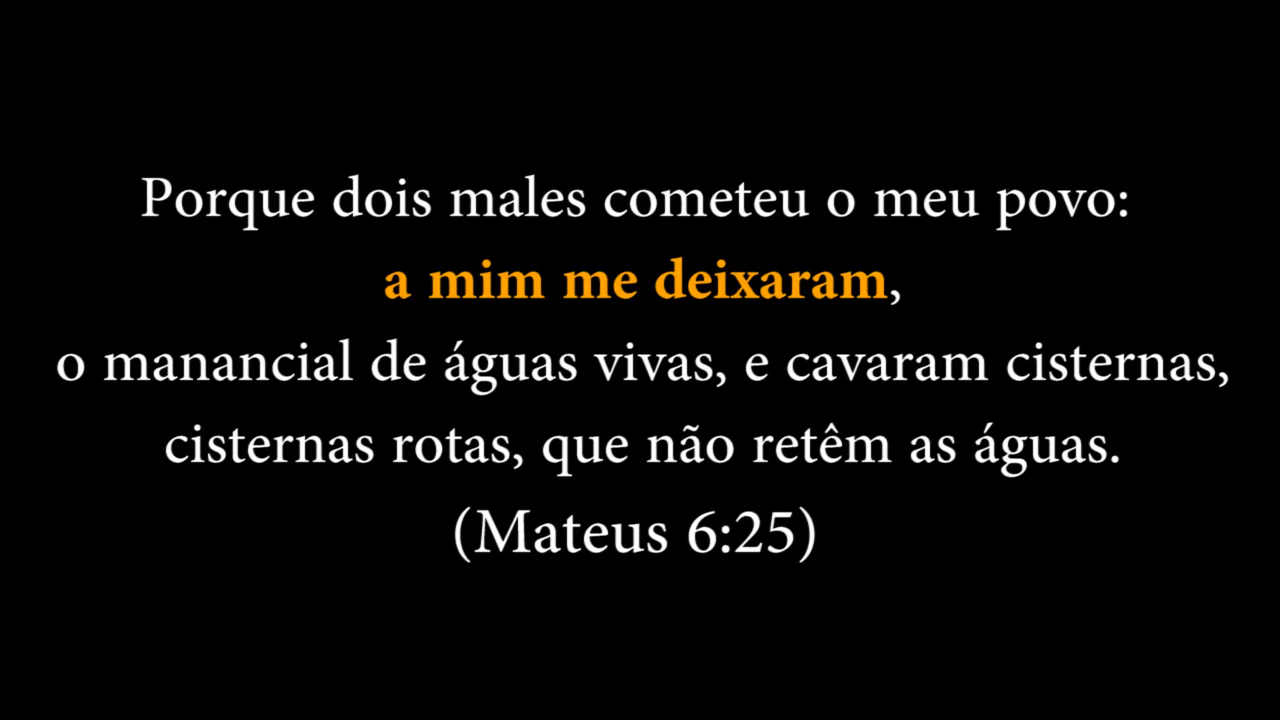 Porque dois males cometeu o meu povo:
a mim me deixaram,
o manancial de águas vivas, e cavaram cisternas,
cisternas rotas, que não retêm as águas.
(Mateus 6:25)